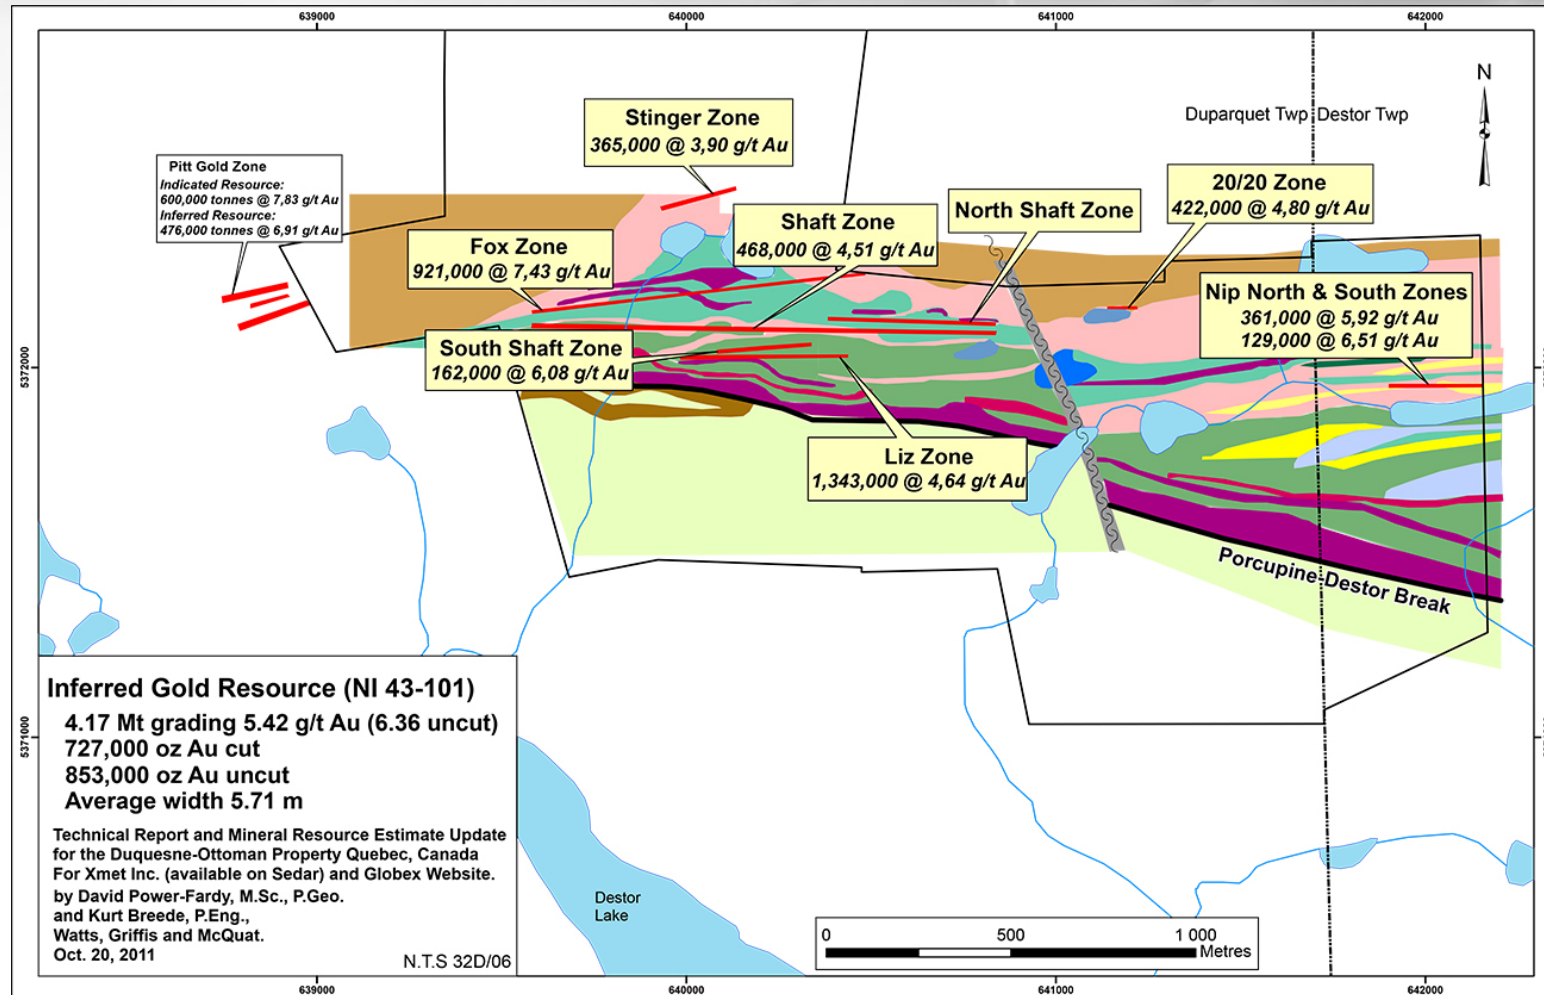 639000
640000
641000
642000
N
Duparquet Twp
Destor Twp
Stinger Zone
365,000 @ 3,90 g/t Au
Pitt Gold Zone
Indicated Resource:
600,000 tonnes @ 7,83 g/t Au
Inferred Resource:
476,000 tonnes @ 6,91 g/t Au
20/20 Zone
422,000 @ 4,80 g/t Au
North Shaft Zone
Shaft Zone
468,000 @ 4,51 g/t Au
Fox Zone
921,000 @ 7,43 g/t Au
Nip North & South Zones
361,000 @ 5,92 g/t Au
129,000 @ 6,51 g/t Au
South Shaft Zone
162,000 @ 6,08 g/t Au
5372000
Liz Zone
1,343,000 @ 4,64 g/t Au
Porcupine-Destor Break
Inferred Gold Resource (NI 43-101)
4.17 Mt grading 5.42 g/t Au (6.36 uncut)
727,000 oz Au cut
853,000 oz Au uncut
Average width 5.71 m
5371000
Technical Report and Mineral Resource Estimate Update
for the Duquesne-Ottoman Property Quebec, Canada
For Xmet Inc. (available on Sedar) and Globex Website.
by David Power-Fardy, M.Sc., P.Geo.
and Kurt Breede, P.Eng.,
Watts, Griffis and McQuat.
Oct. 20, 2011
N.T.S 32D/06
Destor
Lake
0 500 1 000
Metres
639000
640000
641000
642000